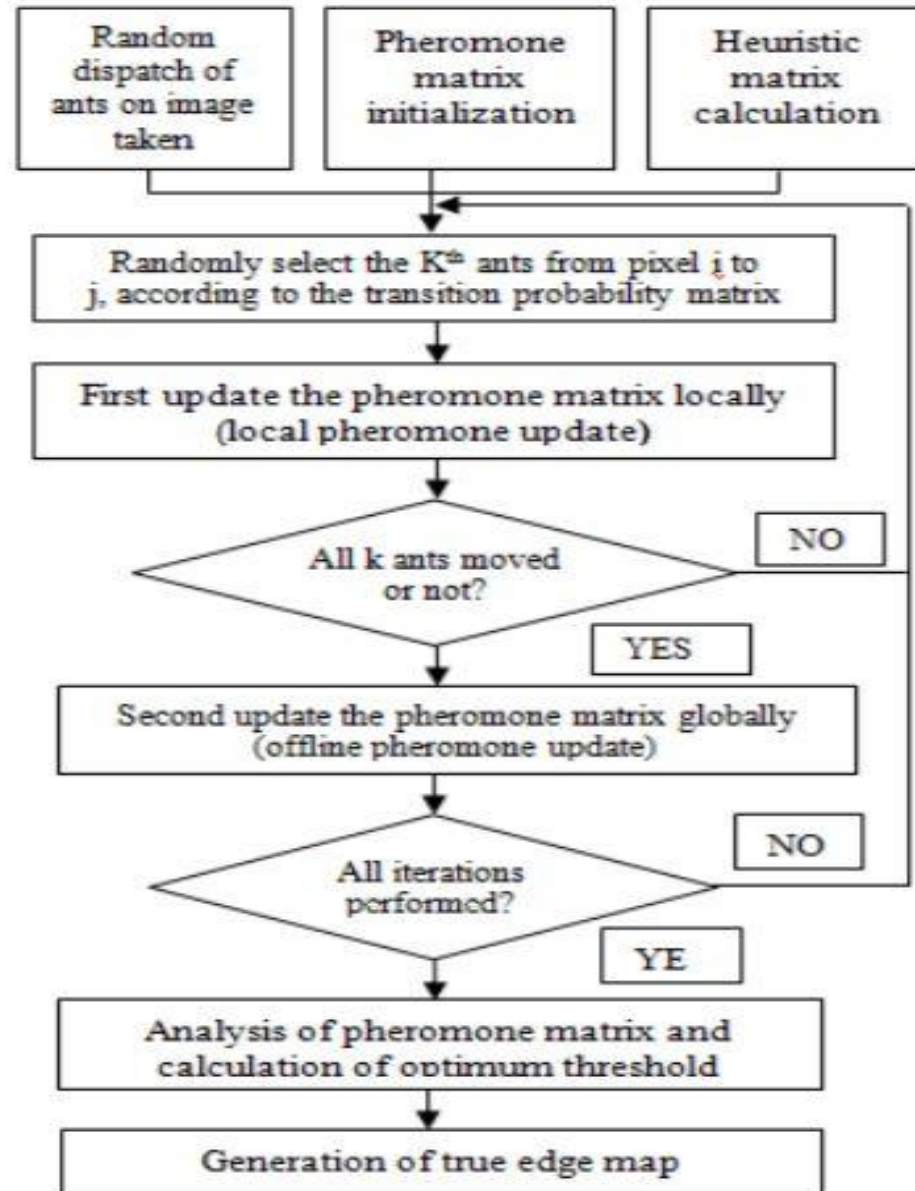 Random
dispatch of
ants on image
taken
Pheromone
matrix
initialization
Heuristic
matrix
calculation
Randomly select the Kth ants from pixel i to
j, according to the transition probability matrix
First update the pheromone matrix locally
(local pheromone update)
All k ants moved
or not?
NO
YES
Second update the pheromone matrix globally
(offline pheromone update)
All iterations
performed?
NO
YE
Analysis of pheromone matrix and
calculation of optimum threshold
Generation of true edge map